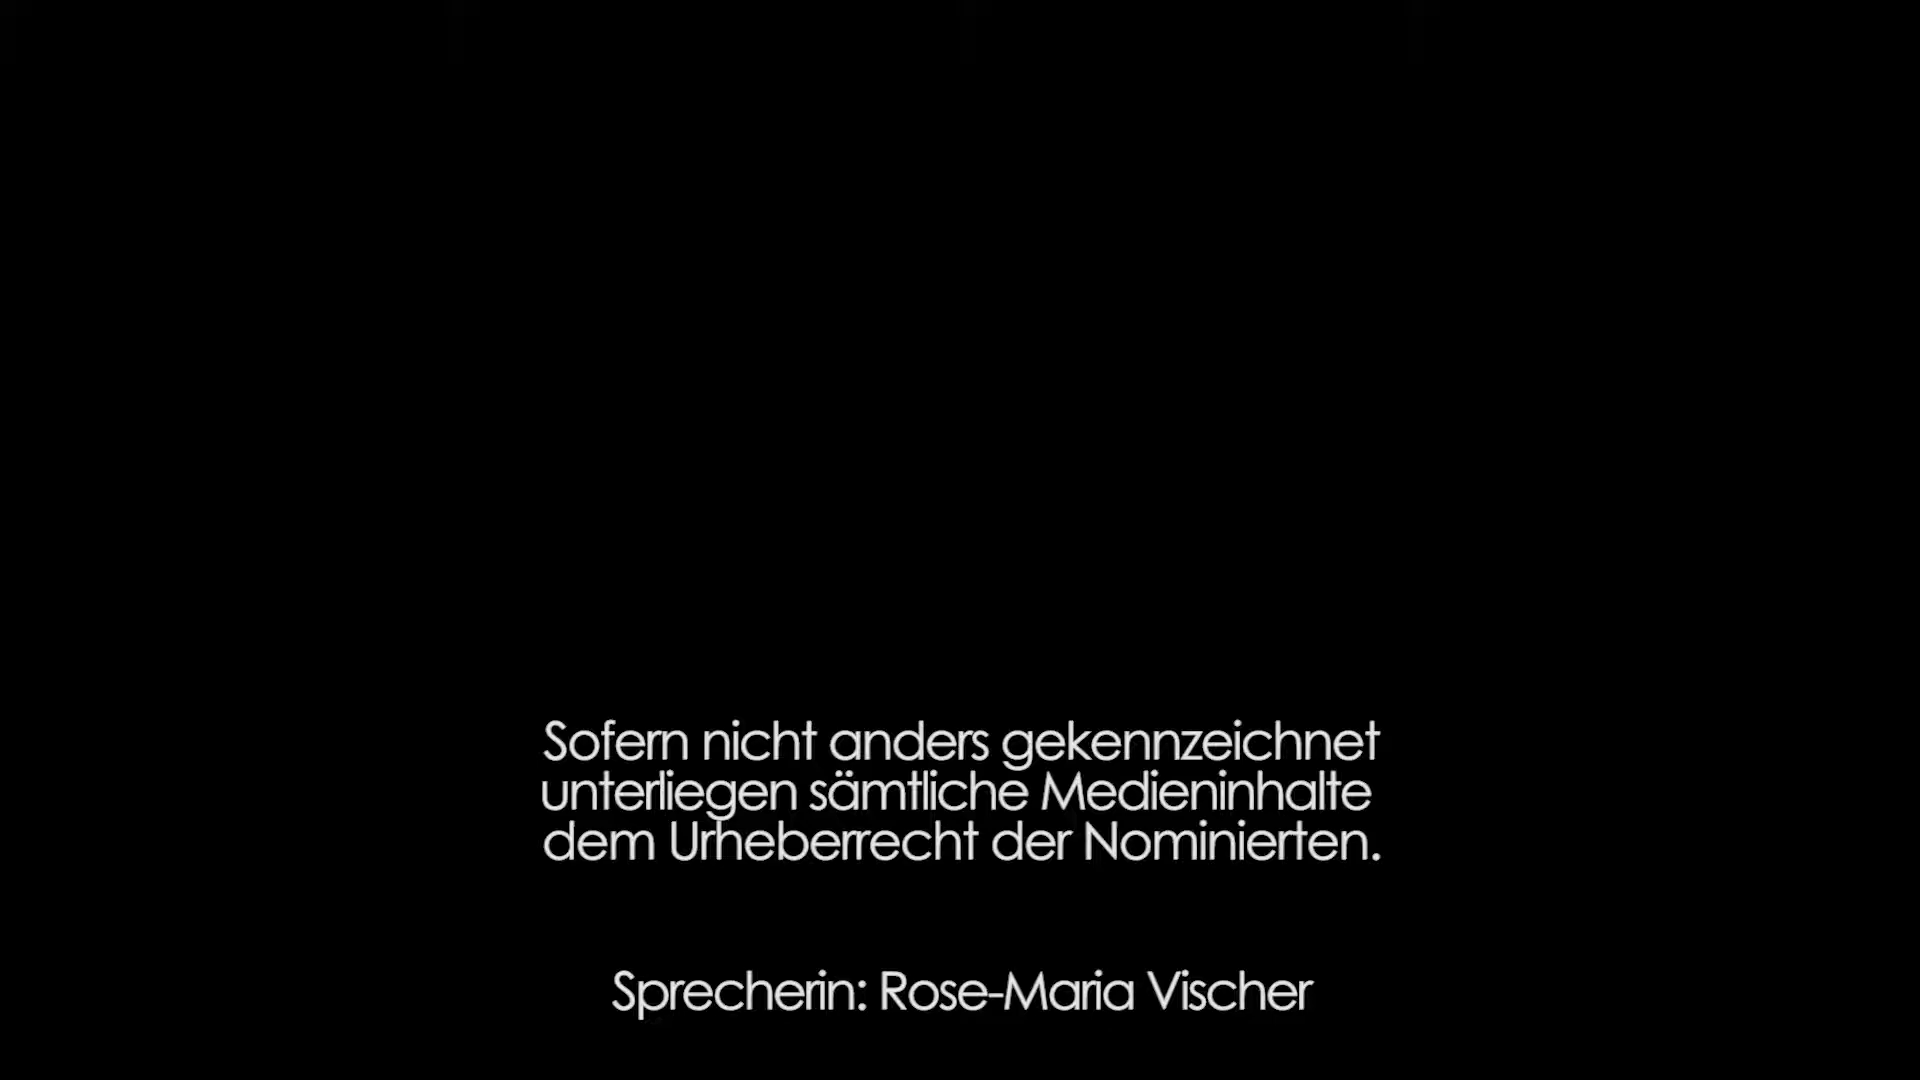 Sofern nicht anders gekennzeichnet
unterliegen sämtliche Medieninhalte
dem Urheberrecht der Nominierten.
Sprecherin: Rose-Maria Vischer